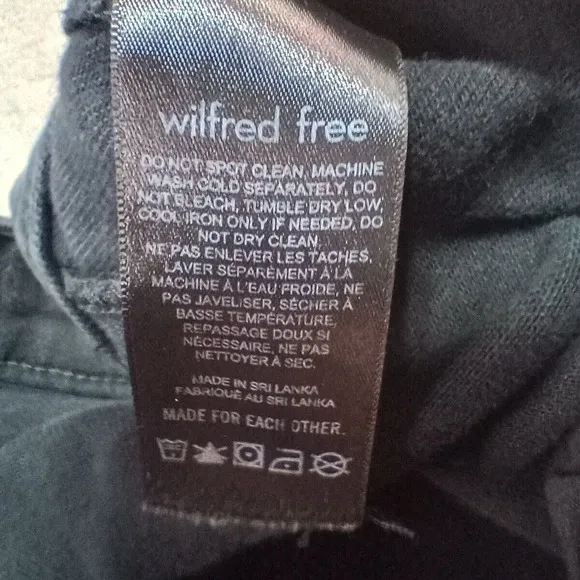 wilfred free
DO NOT SPOT CLEAN, MACHINE
WASH COLD SEPARATELY, DO
NOT BLEACH, TUMBLE DRY LOW,
COOL IRON ONLY IF NEEDED, DO
NOT DRY CLEAN.
NE PAS ENLEVER LES TACHES,
LAVER SÉPARÉMENT À LA
MACHINE À L'EAU FROIDE, NE
PAS JAVELISER, SÉCHER À
BASSE TEMPÉRATURE,
REPASSAGE DOUX SI
NÉCESSAIRE, NE PAS
NETTOYER À SEC.
MADE IN SRI LANKA
FABRIQUÉ AU SRI LANKA
MADE FOR EACH OTHER.